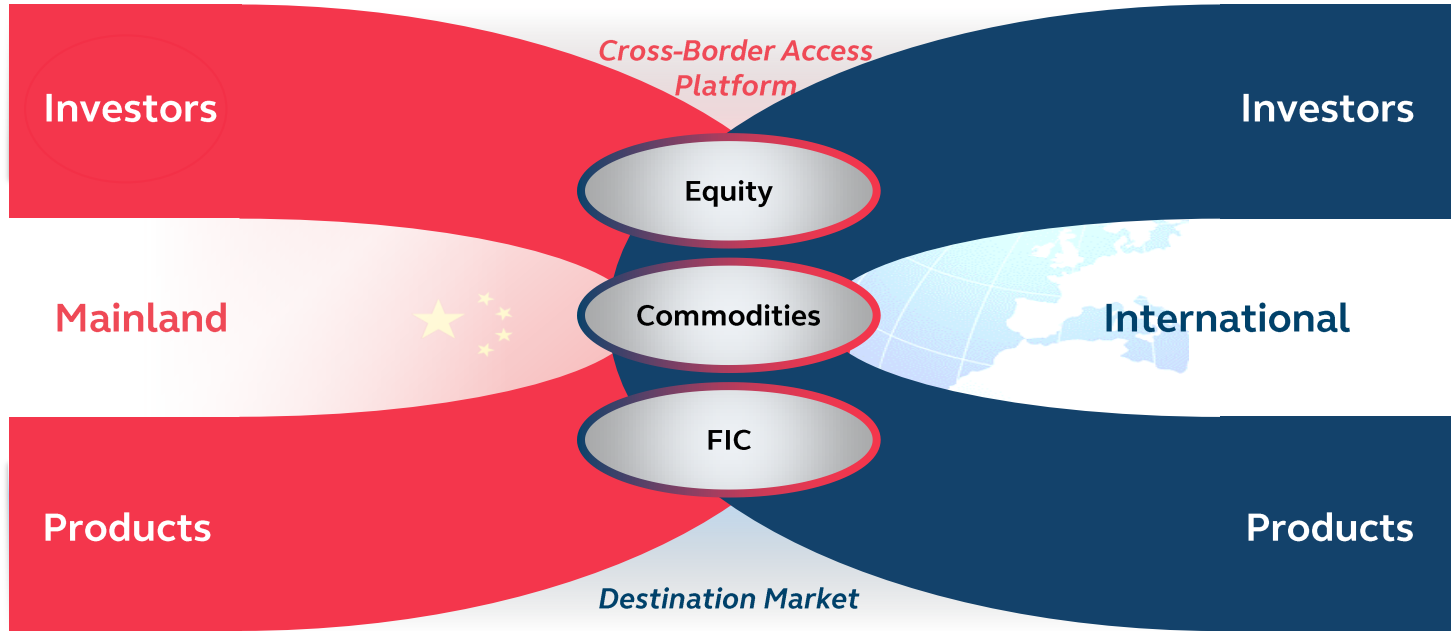 Cross-Border Access
Platform
Investors
Investors
Equity
Mainland
Commodities
International
FIC
Products
Products
Destination Market